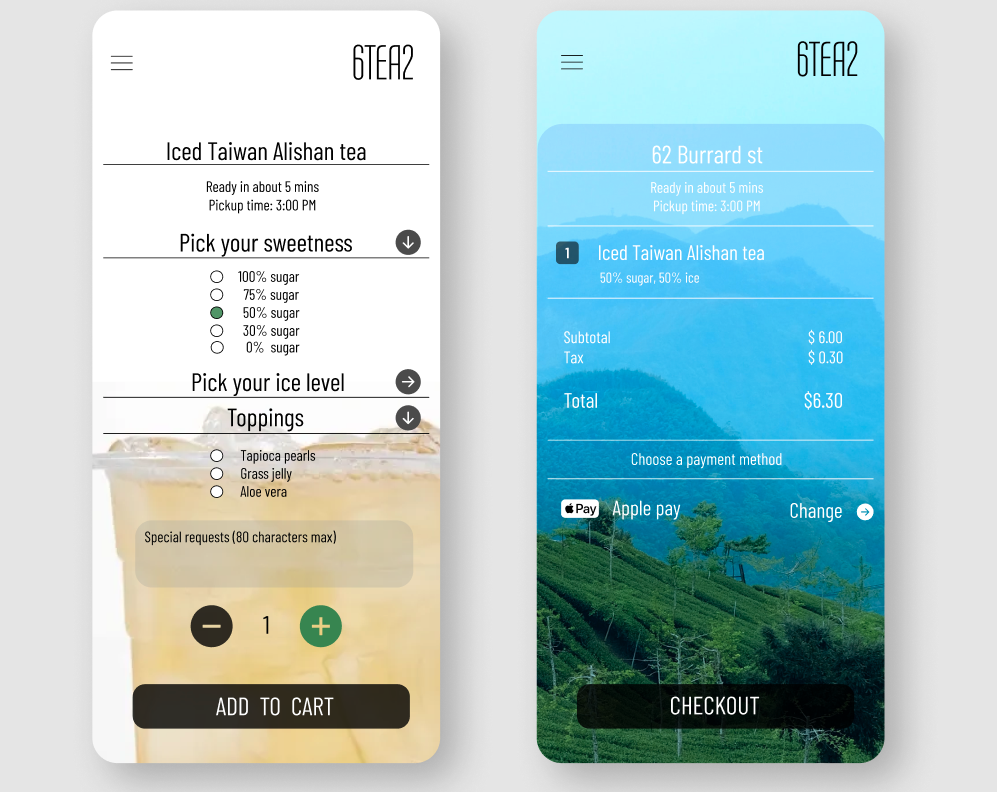 6TEA2
Iced Taiwan Alishan tea
Ready in about 5 mins
Pickup time: 3:00 PM
Pick your sweetness
100% sugar
75% sugar
50% sugar
30% sugar
0% sugar
Pick your ice level
Toppings
Tapioca pearls
Grass jelly
Aloe vera
Special requests (80 characters max)
1
ADD TO CART
6TEA2
62 Burrard st
Ready in about 5 mins
Pickup time: 3:00 PM
1 Iced Taiwan Alishan tea
50% sugar, 50% ice
Subtotal $ 6.00
Tax $ 0.30
Total $6.30
Choose a payment method
Pay Apple pay Change
CHECKOUT